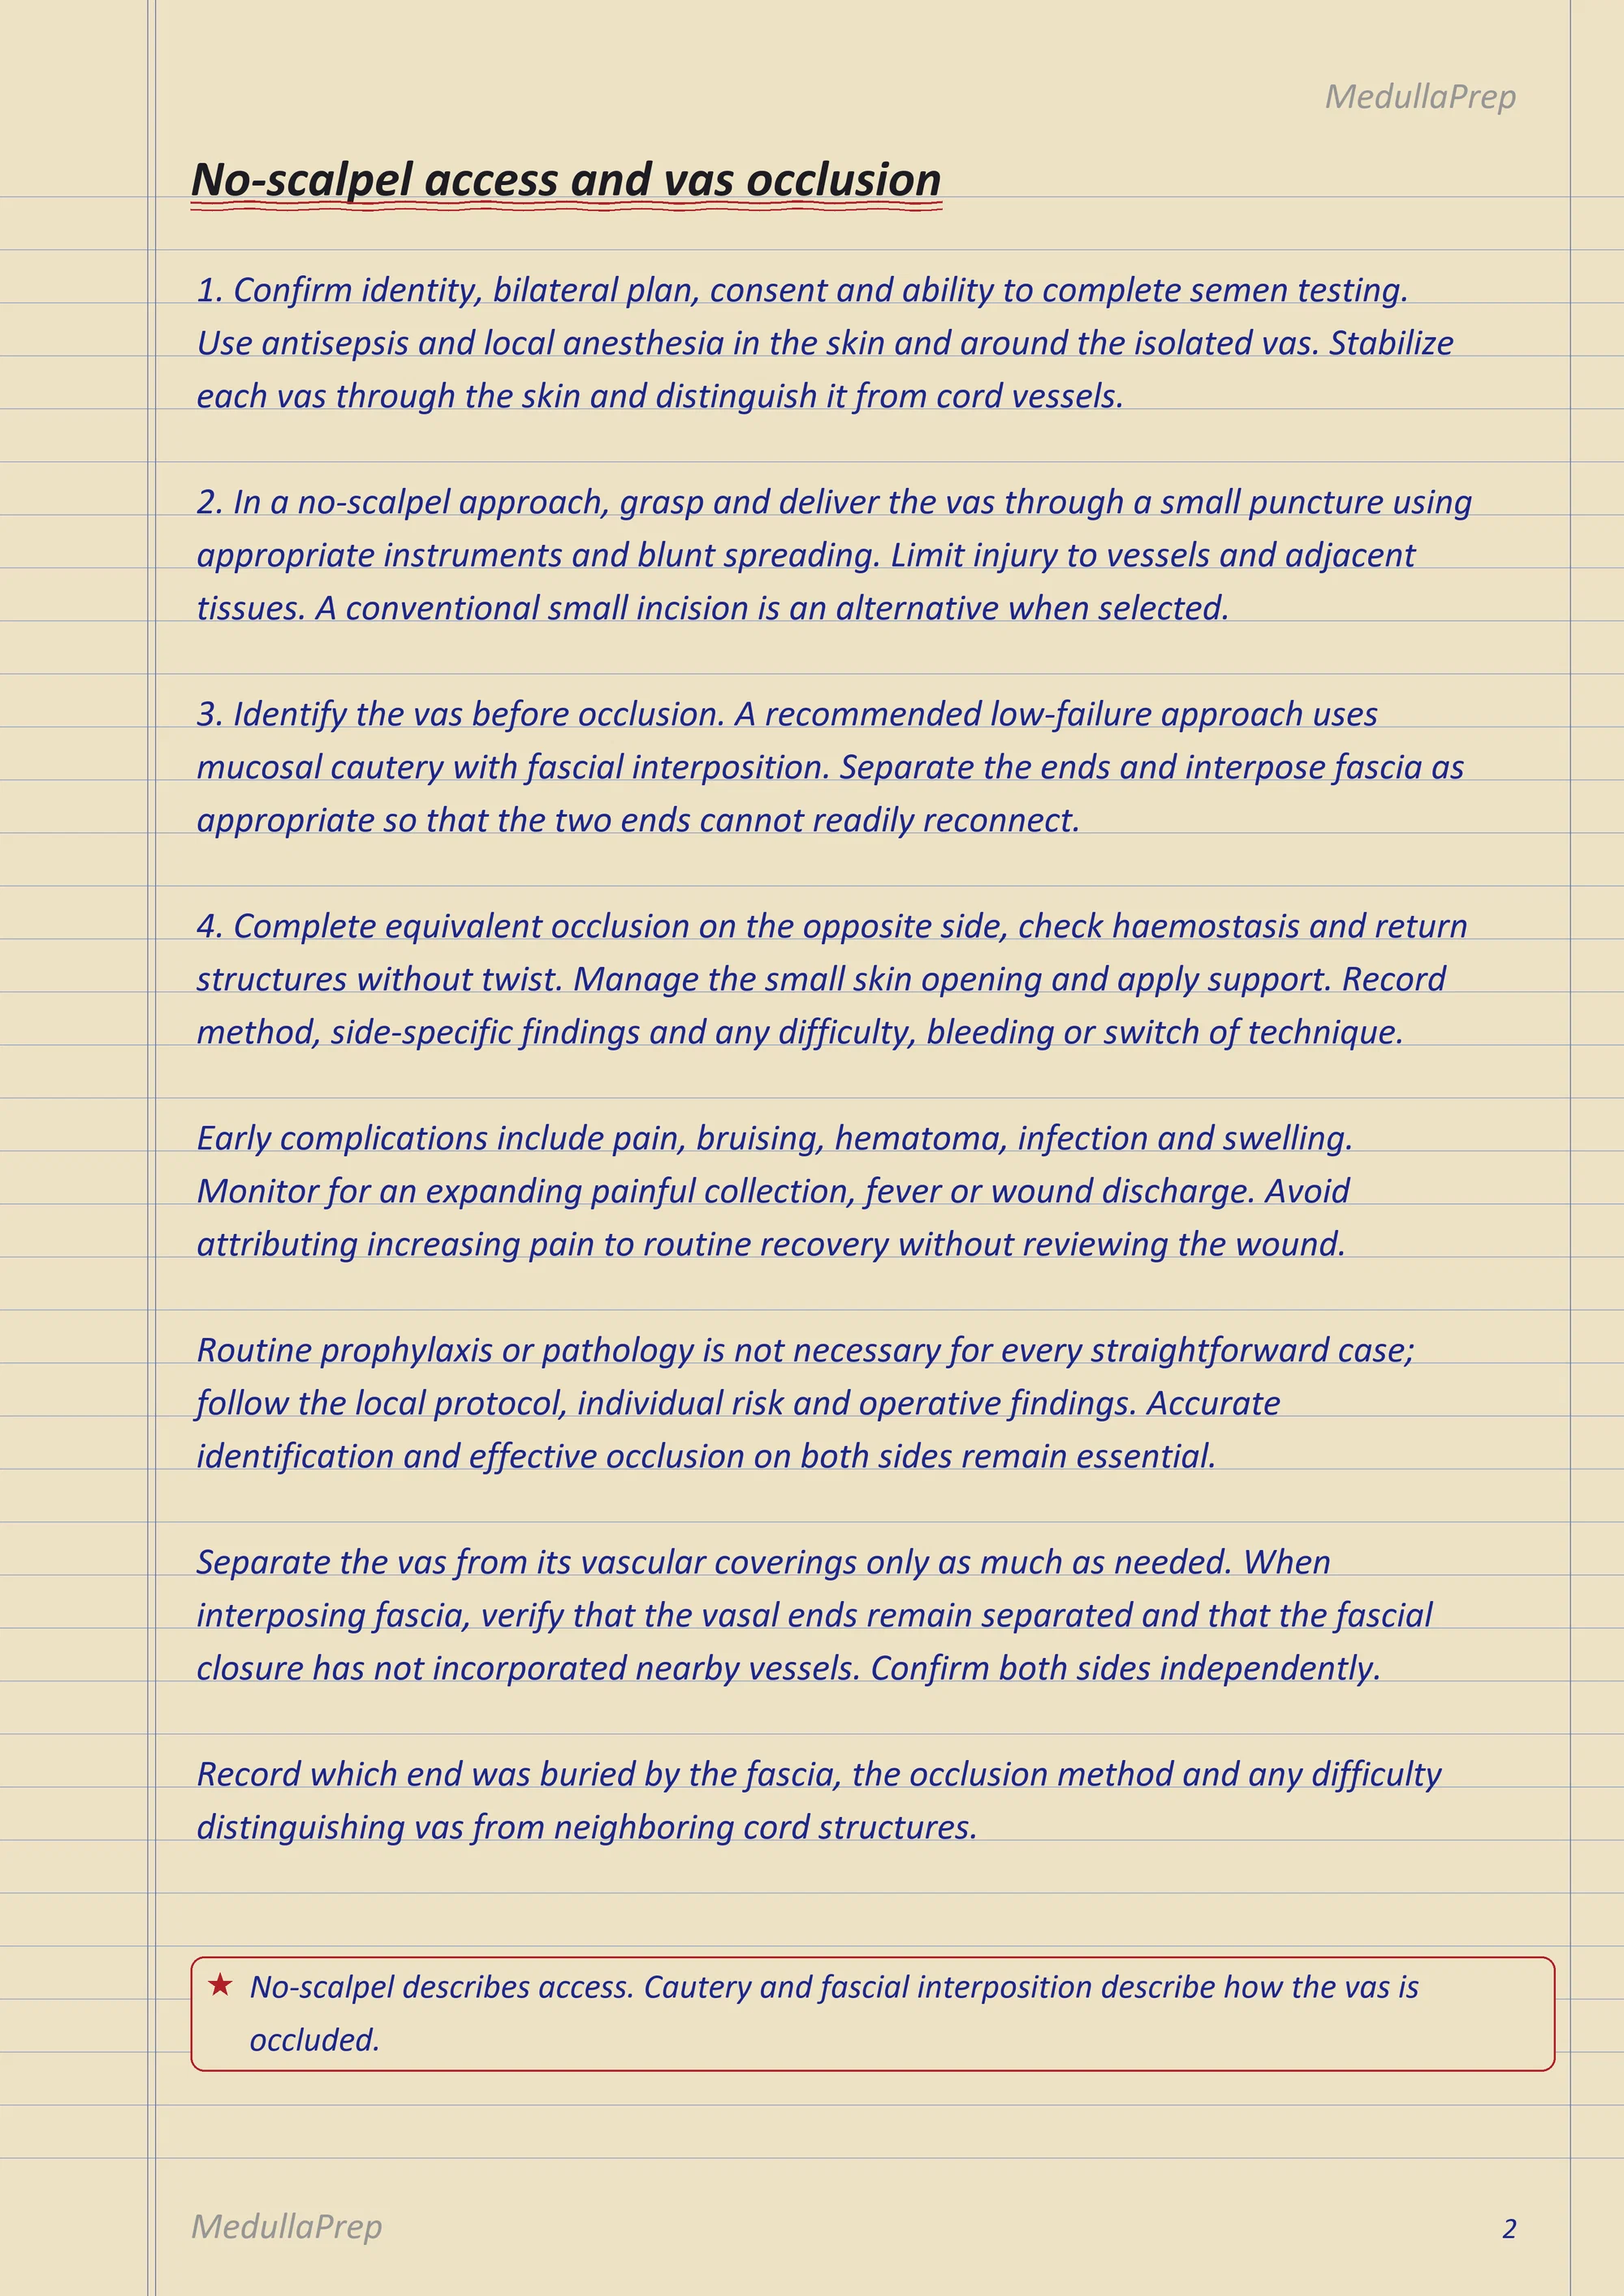 MedullaPrep
No-scalpel access and vas occlusion
1. Confirm identity, bilateral plan, consent and ability to complete semen testing.
Use antisepsis and local anesthesia in the skin and around the isolated vas. Stabilize
each vas through the skin and distinguish it from cord vessels.
2. In a no-scalpel approach, grasp and deliver the vas through a small puncture using
appropriate instruments and blunt spreading. Limit injury to vessels and adjacent
tissues. A conventional small incision is an alternative when selected.
3. Identify the vas before occlusion. A recommended low-failure approach uses
mucosal cautery with fascial interposition. Separate the ends and interpose fascia as
appropriate so that the two ends cannot readily reconnect.
4. Complete equivalent occlusion on the opposite side, check haemostasis and return
structures without twist. Manage the small skin opening and apply support. Record
method, side-specific findings and any difficulty, bleeding or switch of technique.
Early complications include pain, bruising, hematoma, infection and swelling.
Monitor for an expanding painful collection, fever or wound discharge. Avoid
attributing increasing pain to routine recovery without reviewing the wound.
Routine prophylaxis or pathology is not necessary for every straightforward case;
follow the local protocol, individual risk and operative findings. Accurate
identification and effective occlusion on both sides remain essential.
Separate the vas from its vascular coverings only as much as needed. When
interposing fascia, verify that the vasal ends remain separated and that the fascial
closure has not incorporated nearby vessels. Confirm both sides independently.
Record which end was buried by the fascia, the occlusion method and any difficulty
distinguishing vas from neighboring cord structures.
★ No-scalpel describes access. Cautery and fascial interposition describe how the vas is
occluded.
MedullaPrep
2